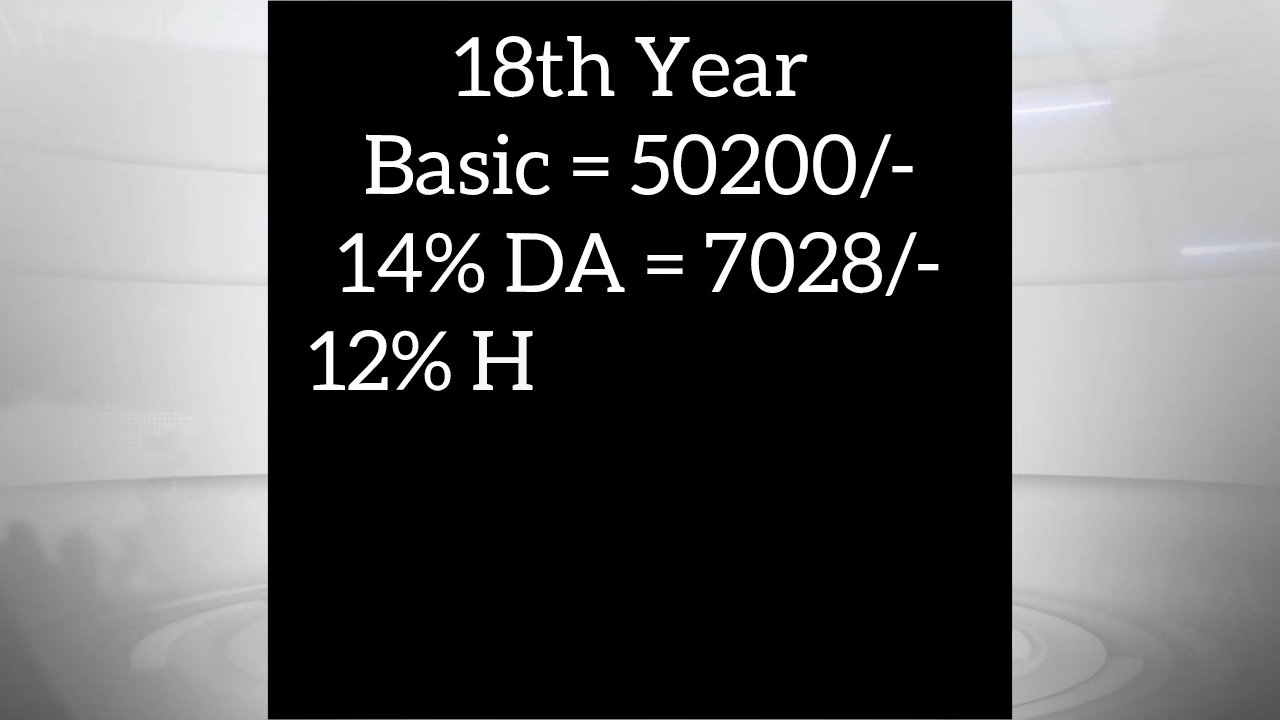 18th Year
Basic = 50200/-
14% DA = 7028/-
12% H